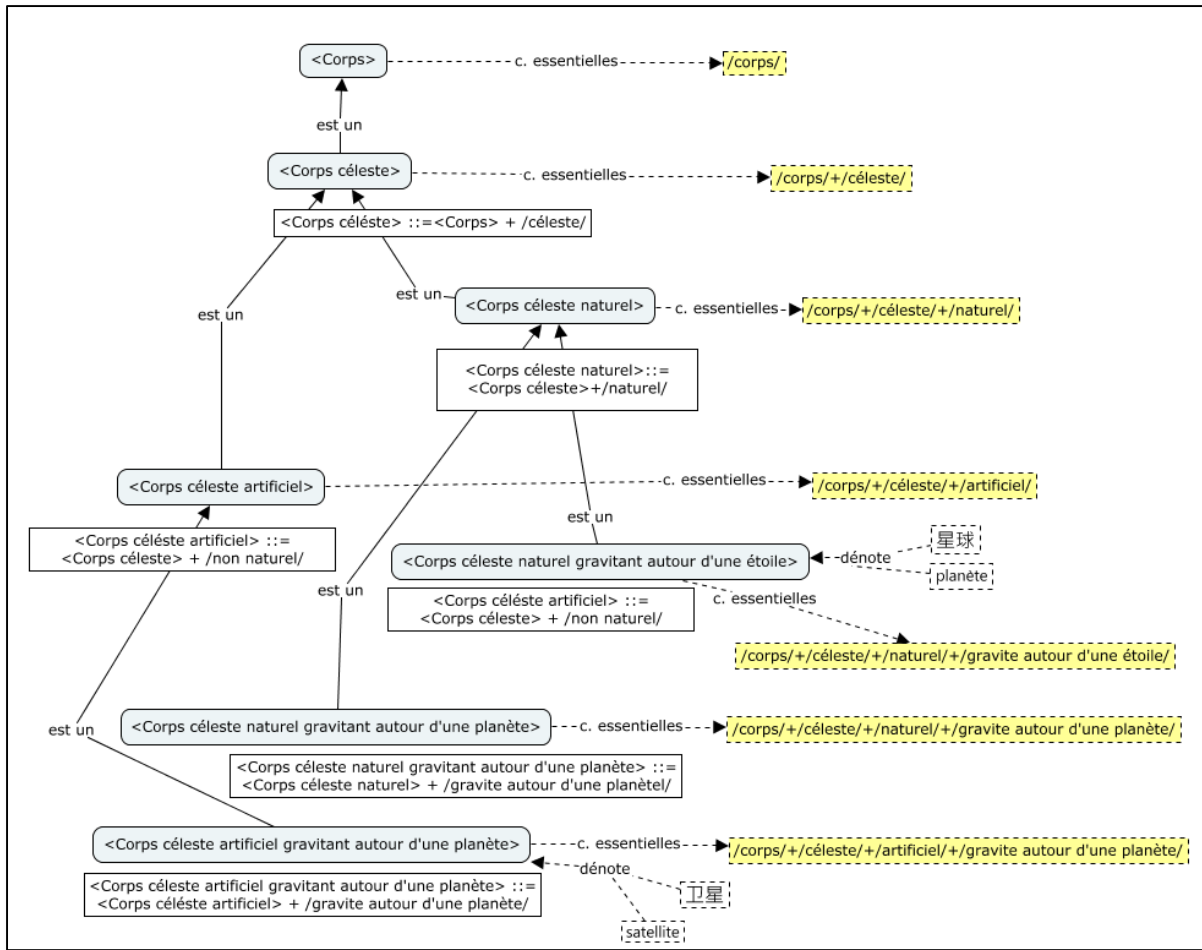 <Corps>
c. essentielles
/corps/
est un
<Corps céleste>
c. essentielles
/corps/+/céleste/
<Corps céléste> ::=<Corps> + /céleste/
est un
<Corps céleste naturel>
c. essentielles
/corps/+/céleste/+/naturel/
est un
<Corps céleste naturel>::=
<Corps céleste>+/naturel/
<Corps céleste artificiel>
c. essentielles
/corps/+/céleste/+/artificiel/
est un
<Corps céléste artificiel> ::=
<Corps céleste> + /non naturel/
<Corps céleste naturel gravitant autour d'une étoile>
dénote
星球
planète
est un
<Corps céléste artificiel> ::=
<Corps céleste> + /non naturel/
c. essentielles
/corps/+/céleste/+/naturel/+/gravite autour d'une étoile/
est un
<Corps céleste naturel gravitant autour d'une planète>
c. essentielles
/corps/+/céleste/+/naturel/+/gravite autour d'une planète/
<Corps céleste naturel gravitant autour d'une planète> ::=
<Corps céleste naturel> + /gravite autour d'une planètel/
<Corps céleste artificiel gravitant autour d'une planète>
c. essentielles
/corps/+/céleste/+/artificiel/+/gravite autour d'une planète/
dénote
<Corps céleste artificiel gravitant autour d'une planète> ::=
<Corps céléste artificiel> + /gravite autour d'une planète/
卫星
satellite